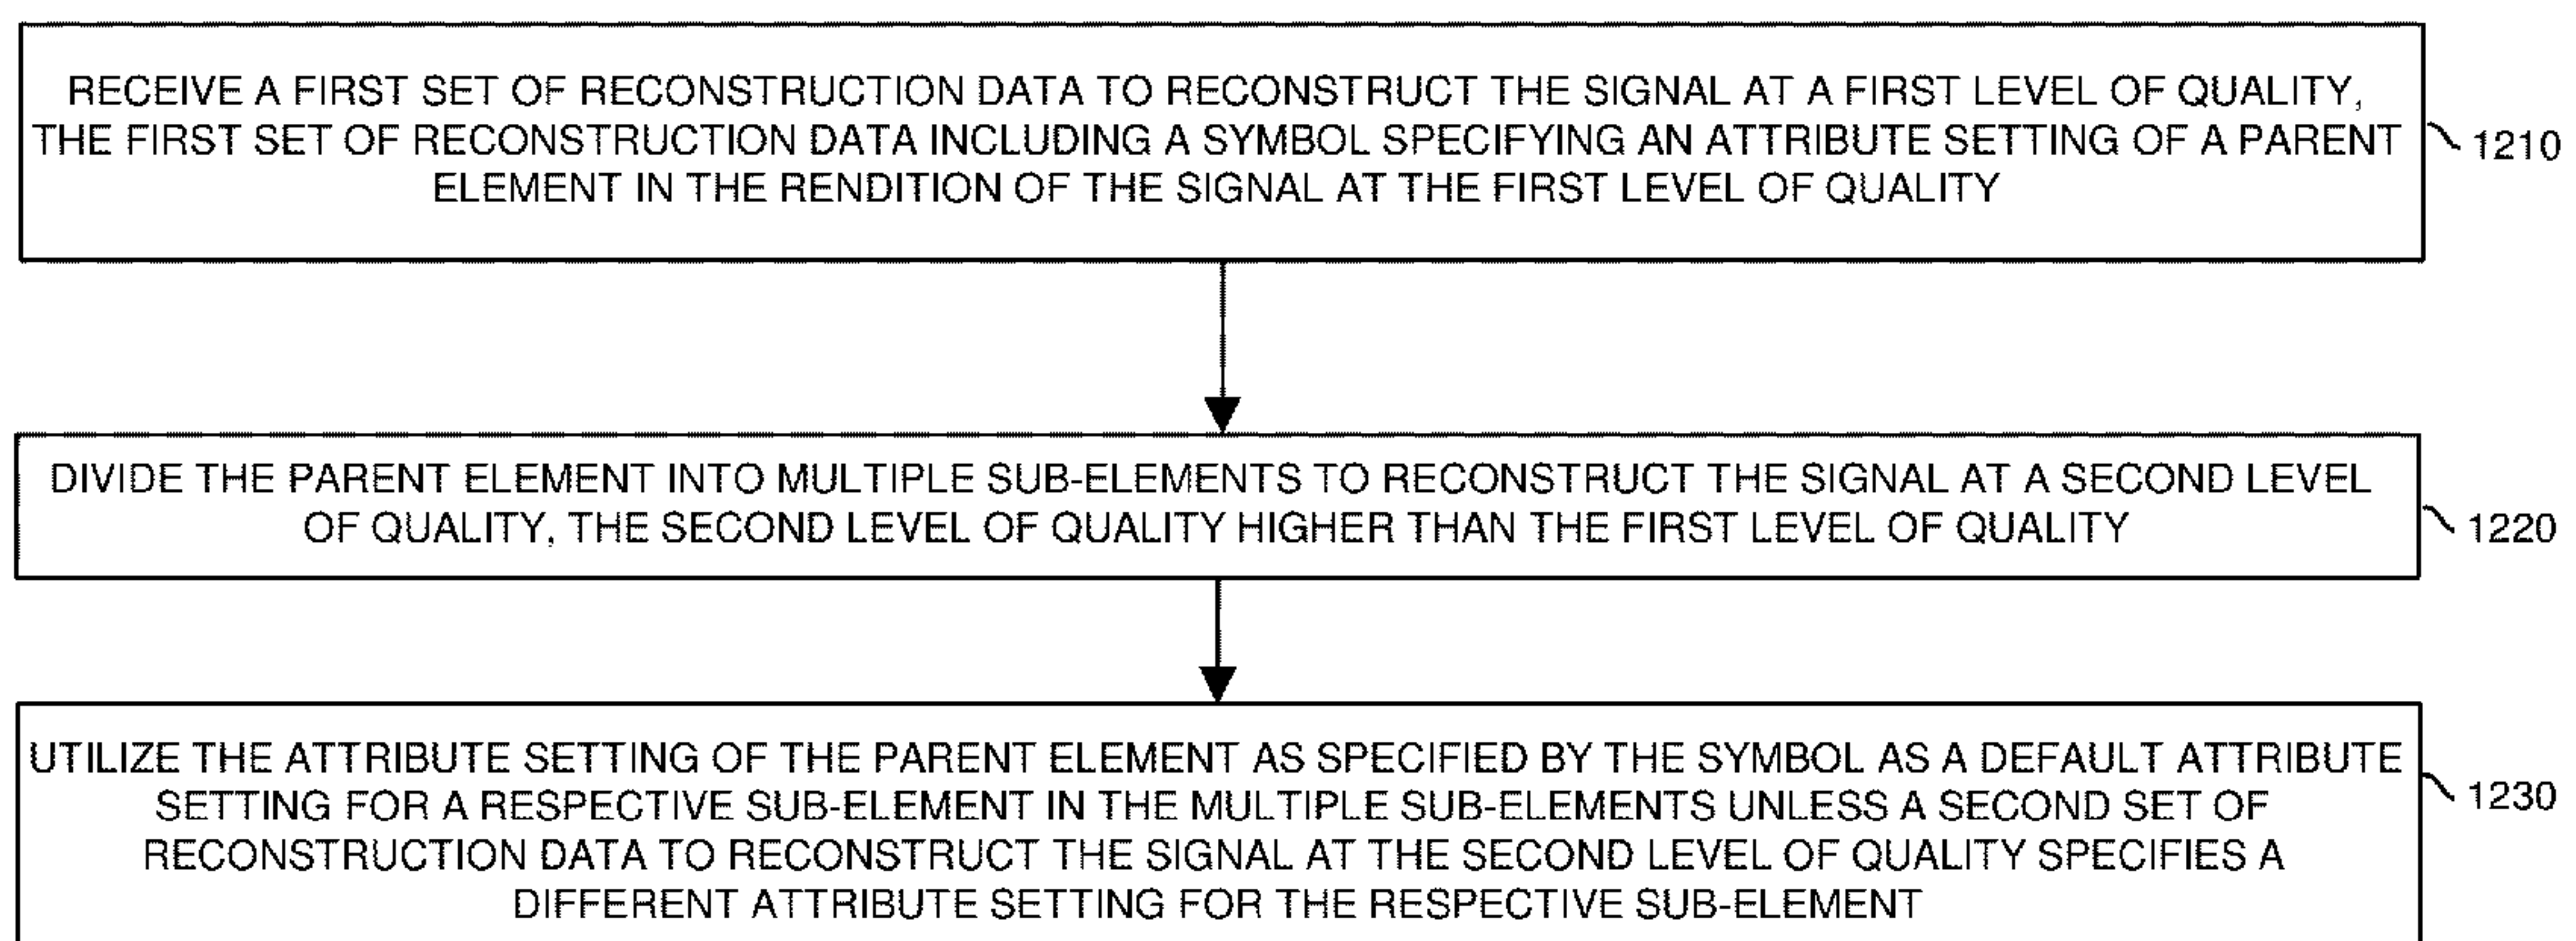 RECEIVE A FIRST SET OF RECONSTRUCTION DATA TO RECONSTRUCT THE SIGNAL AT A FIRST LEVEL OF QUALITY,
THE FIRST SET OF RECONSTRUCTION DATA INCLUDING A SYMBOL SPECIFYING AN ATTRIBUTE SETTING OF A PARENT
ELEMENT IN THE RENDITION OF THE SIGNAL AT THE FIRST LEVEL OF QUALITY
1210
DIVIDE THE PARENT ELEMENT INTO MULTIPLE SUB-ELEMENTS TO RECONSTRUCT THE SIGNAL AT A SECOND LEVEL
OF QUALITY, THE SECOND LEVEL OF QUALITY HIGHER THAN THE FIRST LEVEL OF QUALITY
1220
UTILIZE THE ATTRIBUTE SETTING OF THE PARENT ELEMENT AS SPECIFIED BY THE SYMBOL AS A DEFAULT ATTRIBUTE
SETTING FOR A RESPECTIVE SUB-ELEMENT IN THE MULTIPLE SUB-ELEMENTS UNLESS A SECOND SET OF
RECONSTRUCTION DATA TO RECONSTRUCT THE SIGNAL AT THE SECOND LEVEL OF QUALITY SPECIFIES A
DIFFERENT ATTRIBUTE SETTING FOR THE RESPECTIVE SUB-ELEMENT
1230